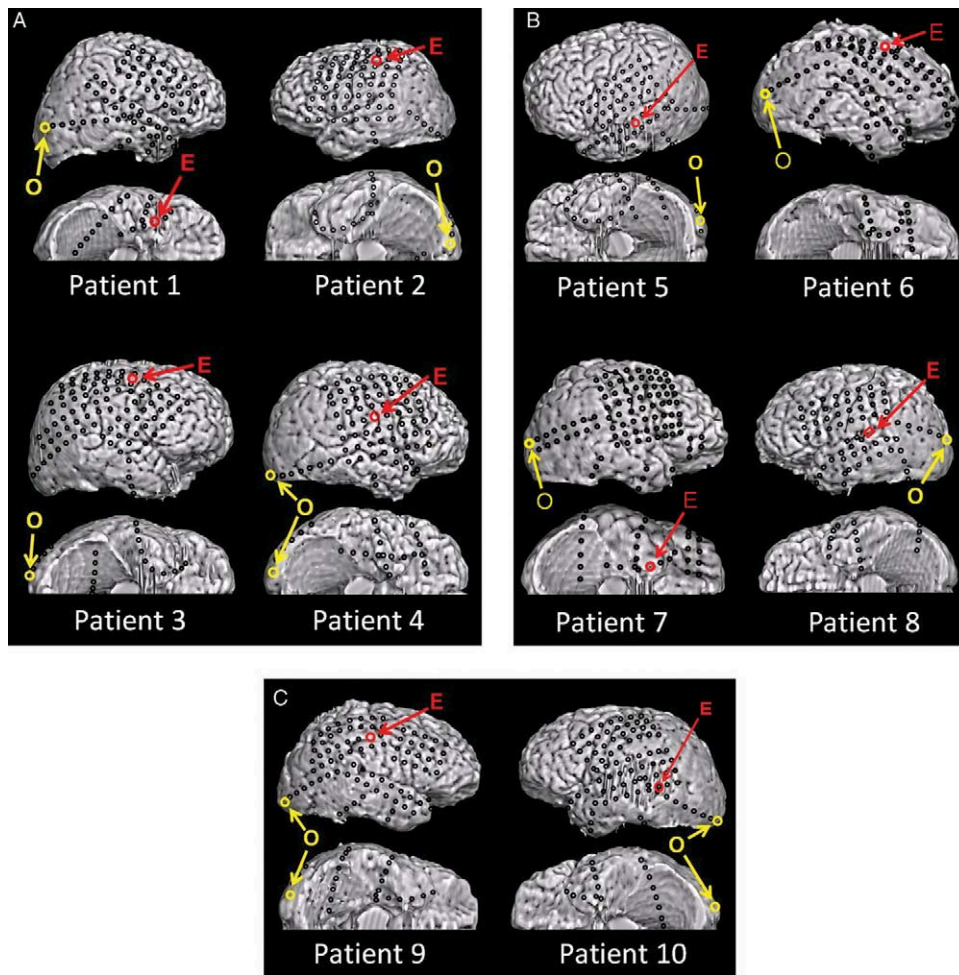 A
E
E
O
E
O
Patient 1
Patient 2
E
E
O
O
Patient 3
Patient 4
B
E
E
O
O
Patient 5
Patient 6
E
O
E
O
Patient 7
Patient 8
C
E
E
O
O
Patient 9
Patient 10